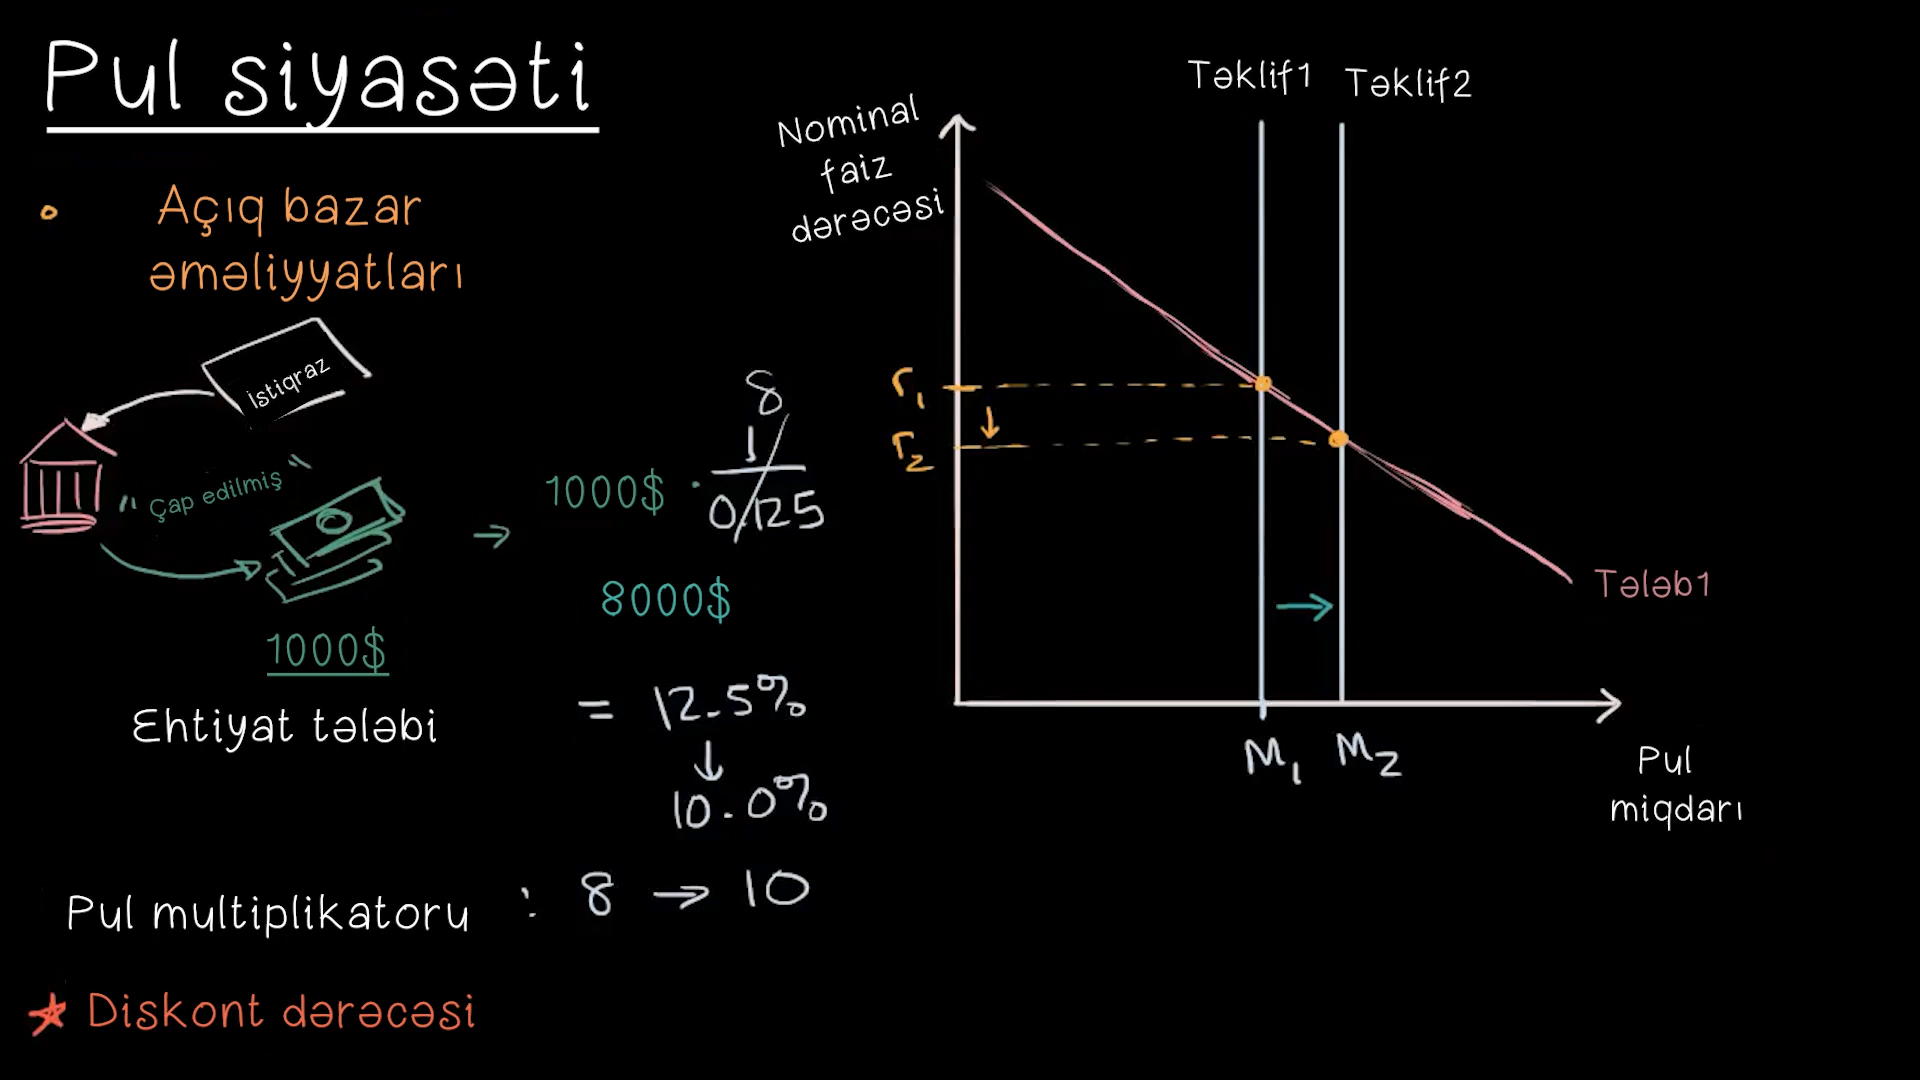 Pul siyasəti
Açıq bazar
əməliyyatları
İstiqraz
"Çap edilmiş"
1000$
→ 1000$ · 1/0/125
8
8000$
Ehtiyat tələbi
= 12.5%
↓
10.0%
Pul multiplikatoru : 8 → 10
Diskont dərəcəsi
Nominal
faiz
dərəcəsi
Təklif1
Təklif2
r₁
↓
r₂
→
Tələb1
M₁
M₂
Pul
miqdarı